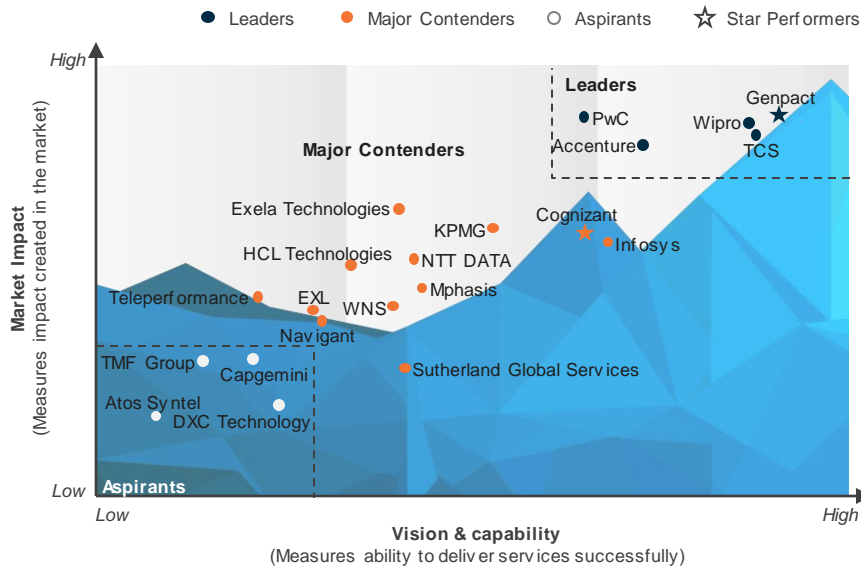 Leaders
Major Contenders
Aspirants
Star Performers
High
Leaders
Genpact
PwC
Wipro
Accenture
TCS
Major Contenders
Exela Technologies
Cognizant
KPMG
Infosys
HCL Technologies
NTT DATA
Mphasis
Teleperformance
EXL
WNS
Navigant
TMF Group
Capgemini
Sutherland Global Services
Atos Syntel
DXC Technology
Aspirants
Market Impact
(Measures impact created in the market)
Low
Low
High
Vision & capability
(Measures ability to deliver services successfully)